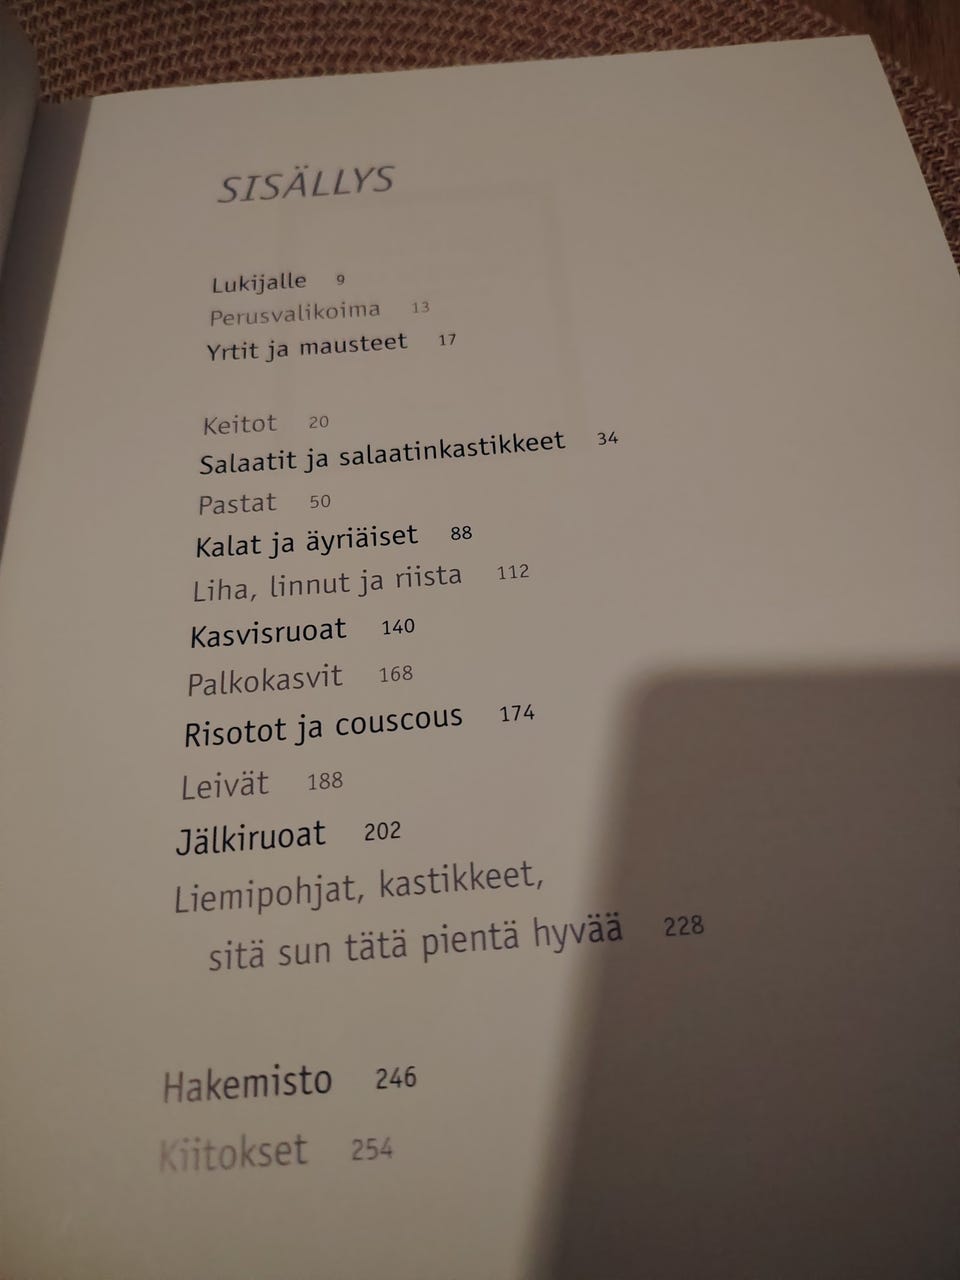 SISÄLLYS
Lukijalle 9
Perusvalikoima 13
Yrtit ja mausteet 17
Keitot 20
Salaatit ja salaatinkastikkeet 34
Pastat 50
Kalat ja äyriäiset 88
Liha, linnut ja riista 112
Kasvisruoat 140
Palkokasvit 168
Risotot ja couscous 174
Leivät 188
Jälkiruoat 202
Liemipohjat, kastikkeet,
sitä sun tätä pientä hyvää 228
Hakemisto 246
Kiitokset 254